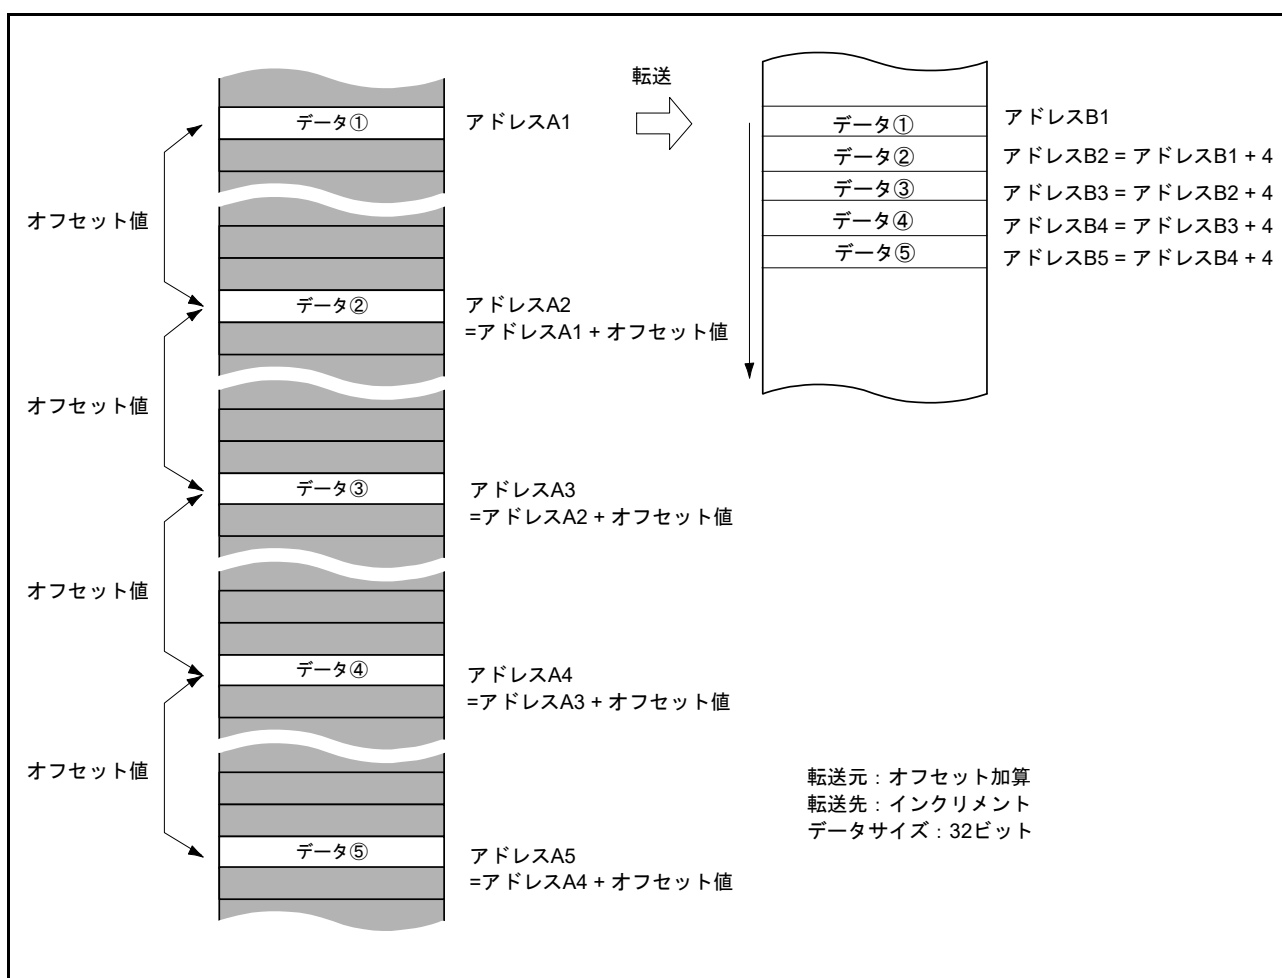 転送
データ①
アドレスA1
オフセット値
データ②
アドレスA2
=アドレスA1 + オフセット値
オフセット値
データ③
アドレスA3
=アドレスA2 + オフセット値
オフセット値
データ④
アドレスA4
=アドレスA3 + オフセット値
オフセット値
データ⑤
アドレスA5
=アドレスA4 + オフセット値
データ①
アドレスB1
データ②
アドレスB2 = アドレスB1 + 4
データ③
アドレスB3 = アドレスB2 + 4
データ④
アドレスB4 = アドレスB3 + 4
データ⑤
アドレスB5 = アドレスB4 + 4
転送元：オフセット加算
転送先：インクリメント
データサイズ：32ビット